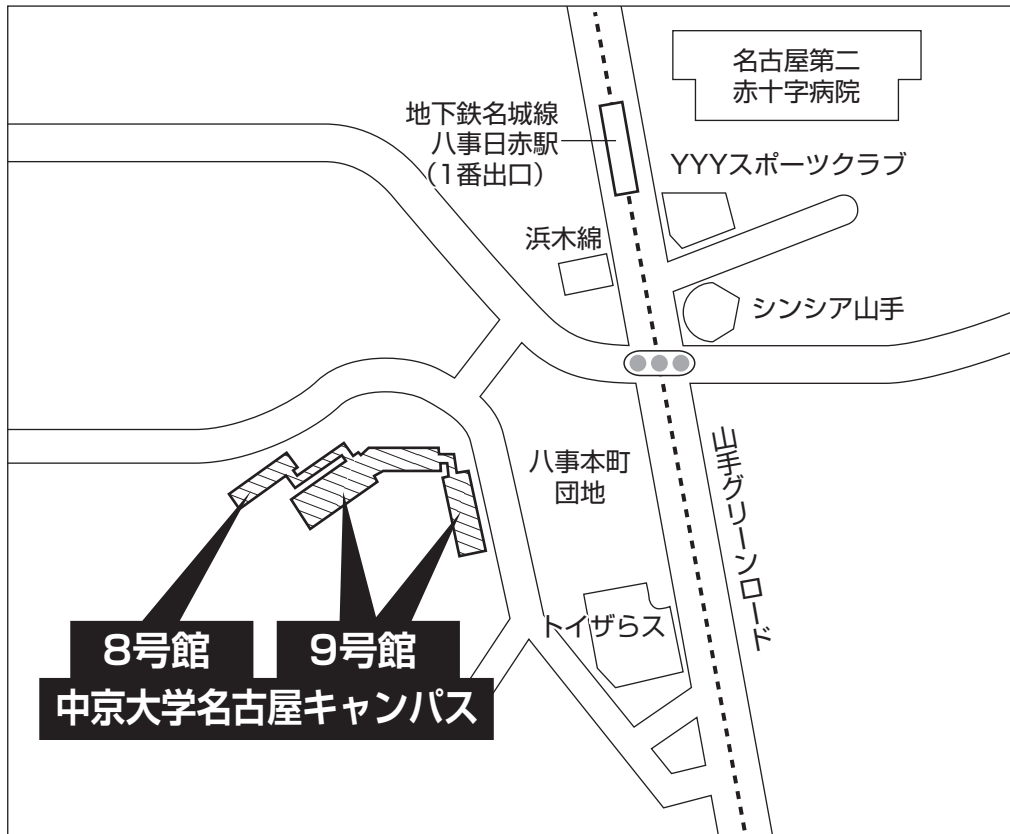 名古屋第二
赤十字病院
地下鉄名城線
八事日赤駅
(1番出口)
YYYスポーツクラブ
浜木綿
シンシア山手
八事本町
団地
山手グリーンロード
トイザらス
8号館
9号館
中京大学名古屋キャンパス